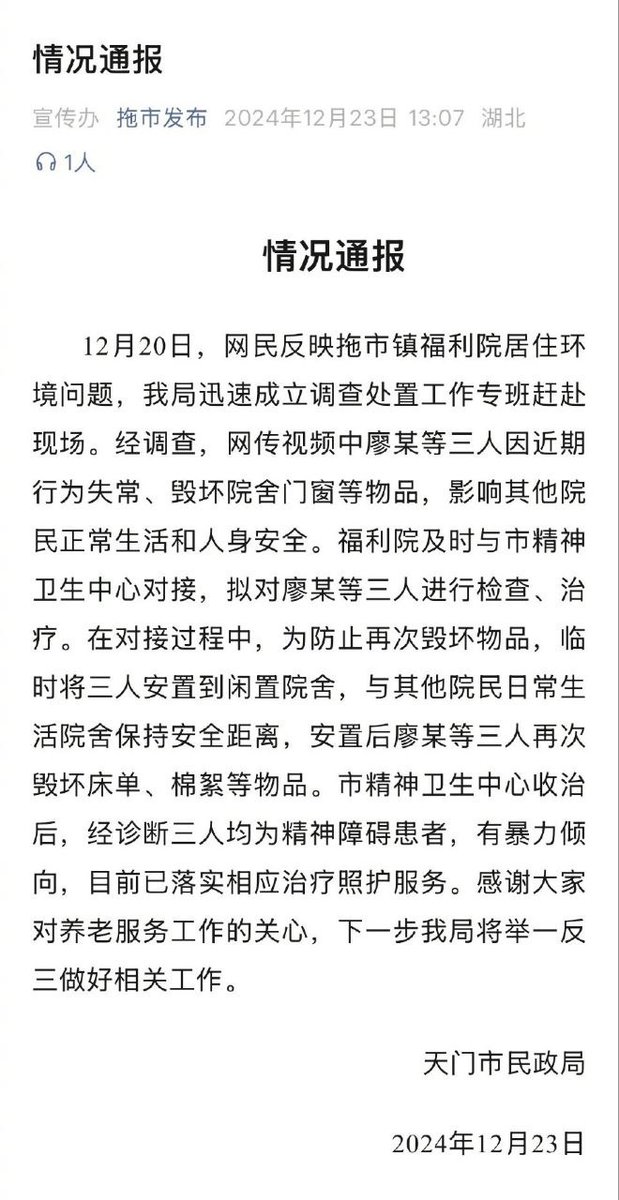 情况通报
宣传办 拖市发布 2024年12月23日 13:07 湖北
1人
情况通报
12月20日，网民反映拖市镇福利院居住环
境问题，我局迅速成立调查处置工作专班赶赴
现场。经调查，网传视频中廖某等三人因近期
行为失常、毁坏院舍门窗等物品，影响其他院
民正常生活和人身安全。福利院及时与市精神
卫生中心对接，拟对廖某等三人进行检查、治
疗。在对接过程中，为防止再次毁坏物品，临
时将三人安置到闲置院舍，与其他院民日常生
活院舍保持安全距离，安置后廖某等三人再次
毁坏床单、棉絮等物品。市精神卫生中心收治
后，经诊断三人均为精神障碍患者，有暴力倾
向，目前已落实相应治疗照护服务。感谢大家
对养老服务工作的关心，下一步我局将举一反
三做好相关工作。
天门市民政局
2024年12月23日